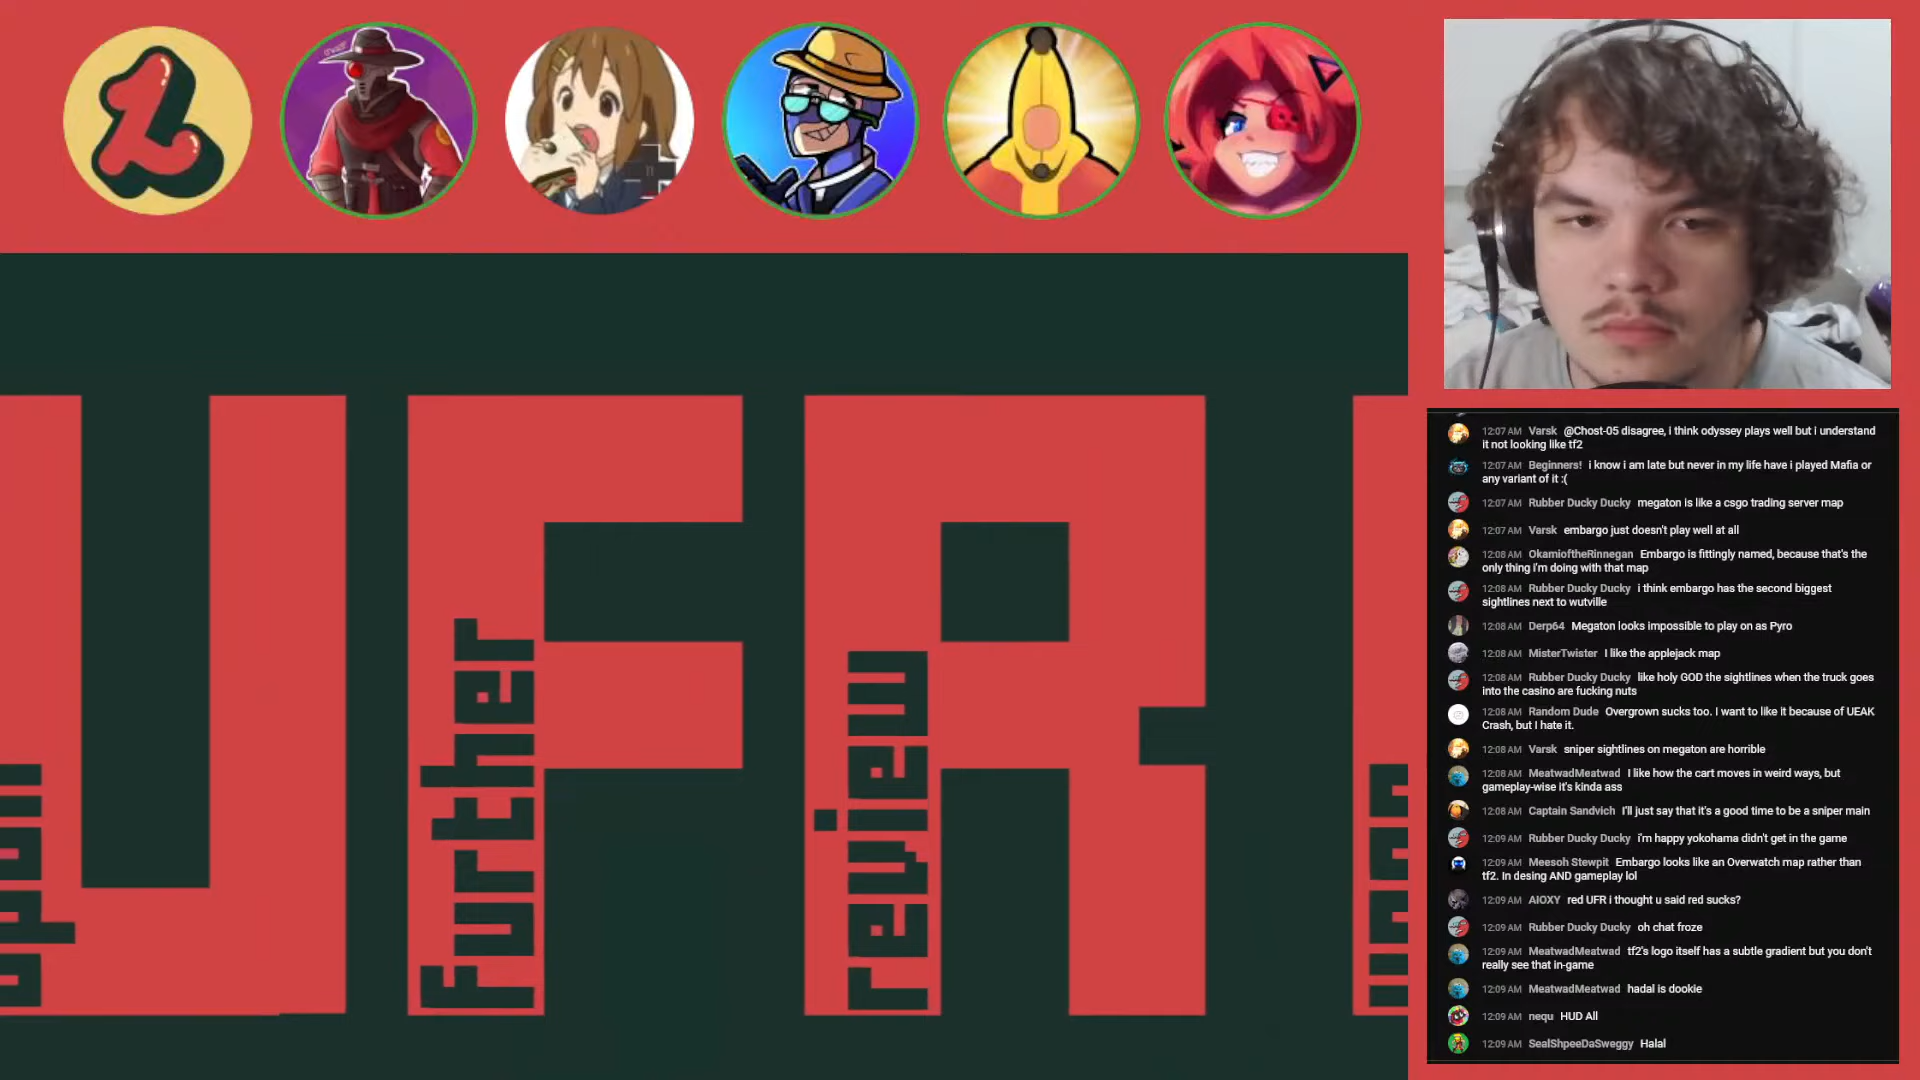 UFR
upon
further
review
upon
12:07 AM Varsk @Chost-05 disagree, i think odyssey plays well but i understand
it not looking like tf2
12:07 AM Beginners! i know i am late but never in my life have i played Mafia or
any variant of it :(
12:07 AM Rubber Ducky Ducky megaton is like a csgo trading server map
12:07 AM Varsk embargo just doesn't play well at all
12:08 AM OkamioftheRinnegan Embargo is fittingly named, because that's the
only thing I'm doing with that map
12:08 AM Rubber Ducky Ducky i think embargo has the second biggest
sightlines next to wutville
12:08 AM Derp64 Megaton looks impossible to play on as Pyro
12:08 AM MisterTwister I like the applejack map
12:08 AM Rubber Ducky Ducky like holy GOD the sightlines when the truck goes
into the casino are fucking nuts
12:08 AM Random Dude Overgrown sucks too. I want to like it because of UEAK
Crash, but I hate it.
12:08 AM Varsk sniper sightlines on megaton are horrible
12:08 AM MeatwadMeatwad I like how the cart moves in weird ways, but
gameplay-wise it's kinda ass
12:08 AM Captain Sandvich I'll just say that it's a good time to be a sniper main
12:09 AM Rubber Ducky Ducky i'm happy yokohama didn't get in the game
12:09 AM Meesoh Stewpit Embargo looks like an Overwatch map rather than
tf2. In desing AND gameplay lol
12:09 AM AIOXY red UFR i thought u said red sucks?
12:09 AM Rubber Ducky Ducky oh chat froze
12:09 AM MeatwadMeatwad tf2's logo itself has a subtle gradient but you don't
really see that in-game
12:09 AM MeatwadMeatwad hadal is dookie
12:09 AM nequ HUD All
12:09 AM SealShpeeDaSweggy Halal